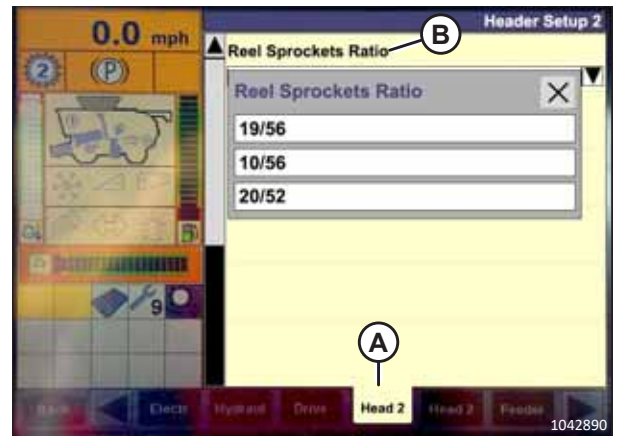 0.0 mph
Header Setup 2
B
Reel Sprockets Ratio
2
(P)
Reel Sprockets Ratio
19/56
10/56
20/52
9
A
Back
Electr
Hydraul
Drive
Head 2
Head 2
Feeder
1042890